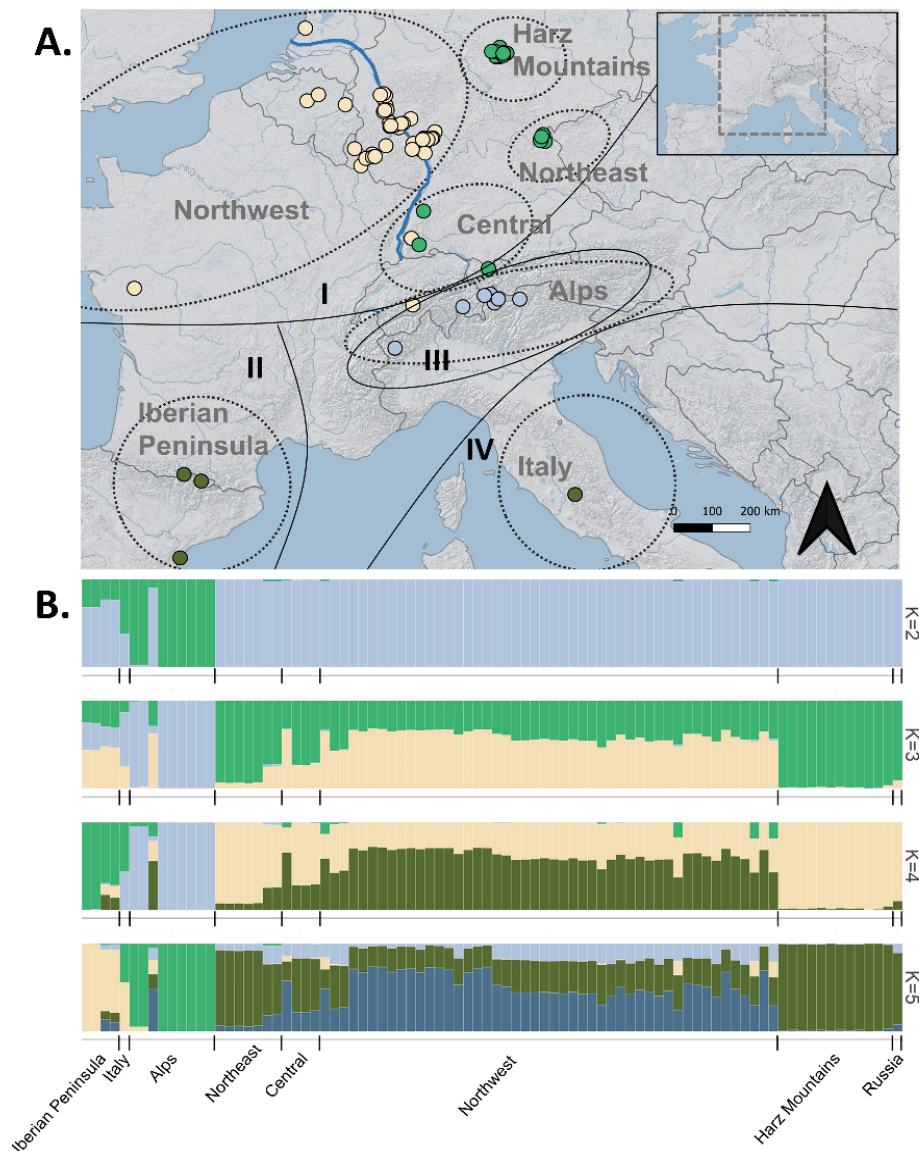 A.
Harz
Mountains
Northeast
Northwest
Central
I
Alps
II
III
Iberian
Peninsula
IV
Italy
0 100 200 km
B.
K=2
K=3
K=4
K=5
Iberian Peninsula
Italy
Alps
Northeast
Central
Northwest
Harz Mountains
Russia